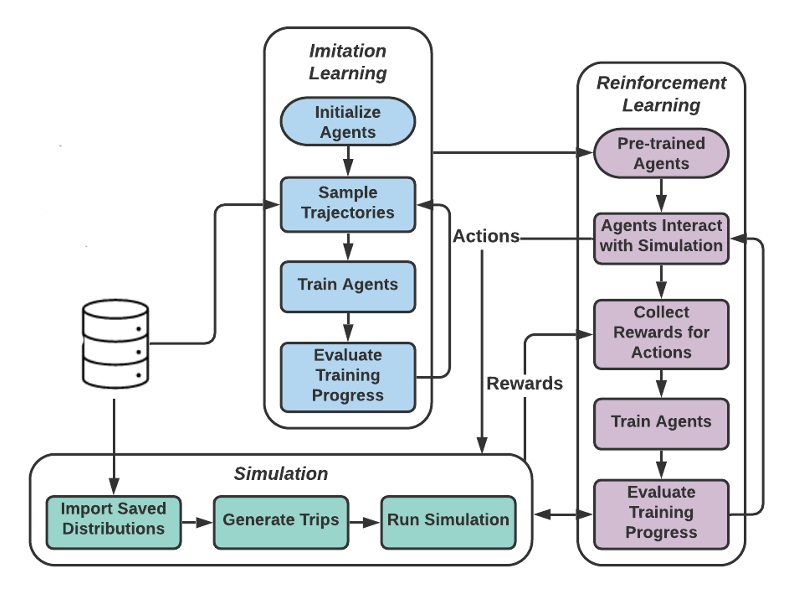 Imitation
Learning
Initialize
Agents
Sample
Trajectories
Train Agents
Evaluate
Training
Progress
Actions
Rewards
Reinforcement
Learning
Pre-trained
Agents
Agents Interact
with Simulation
Collect
Rewards for
Actions
Train Agents
Evaluate
Training
Progress
Simulation
Import Saved
Distributions
Generate Trips
Run Simulation